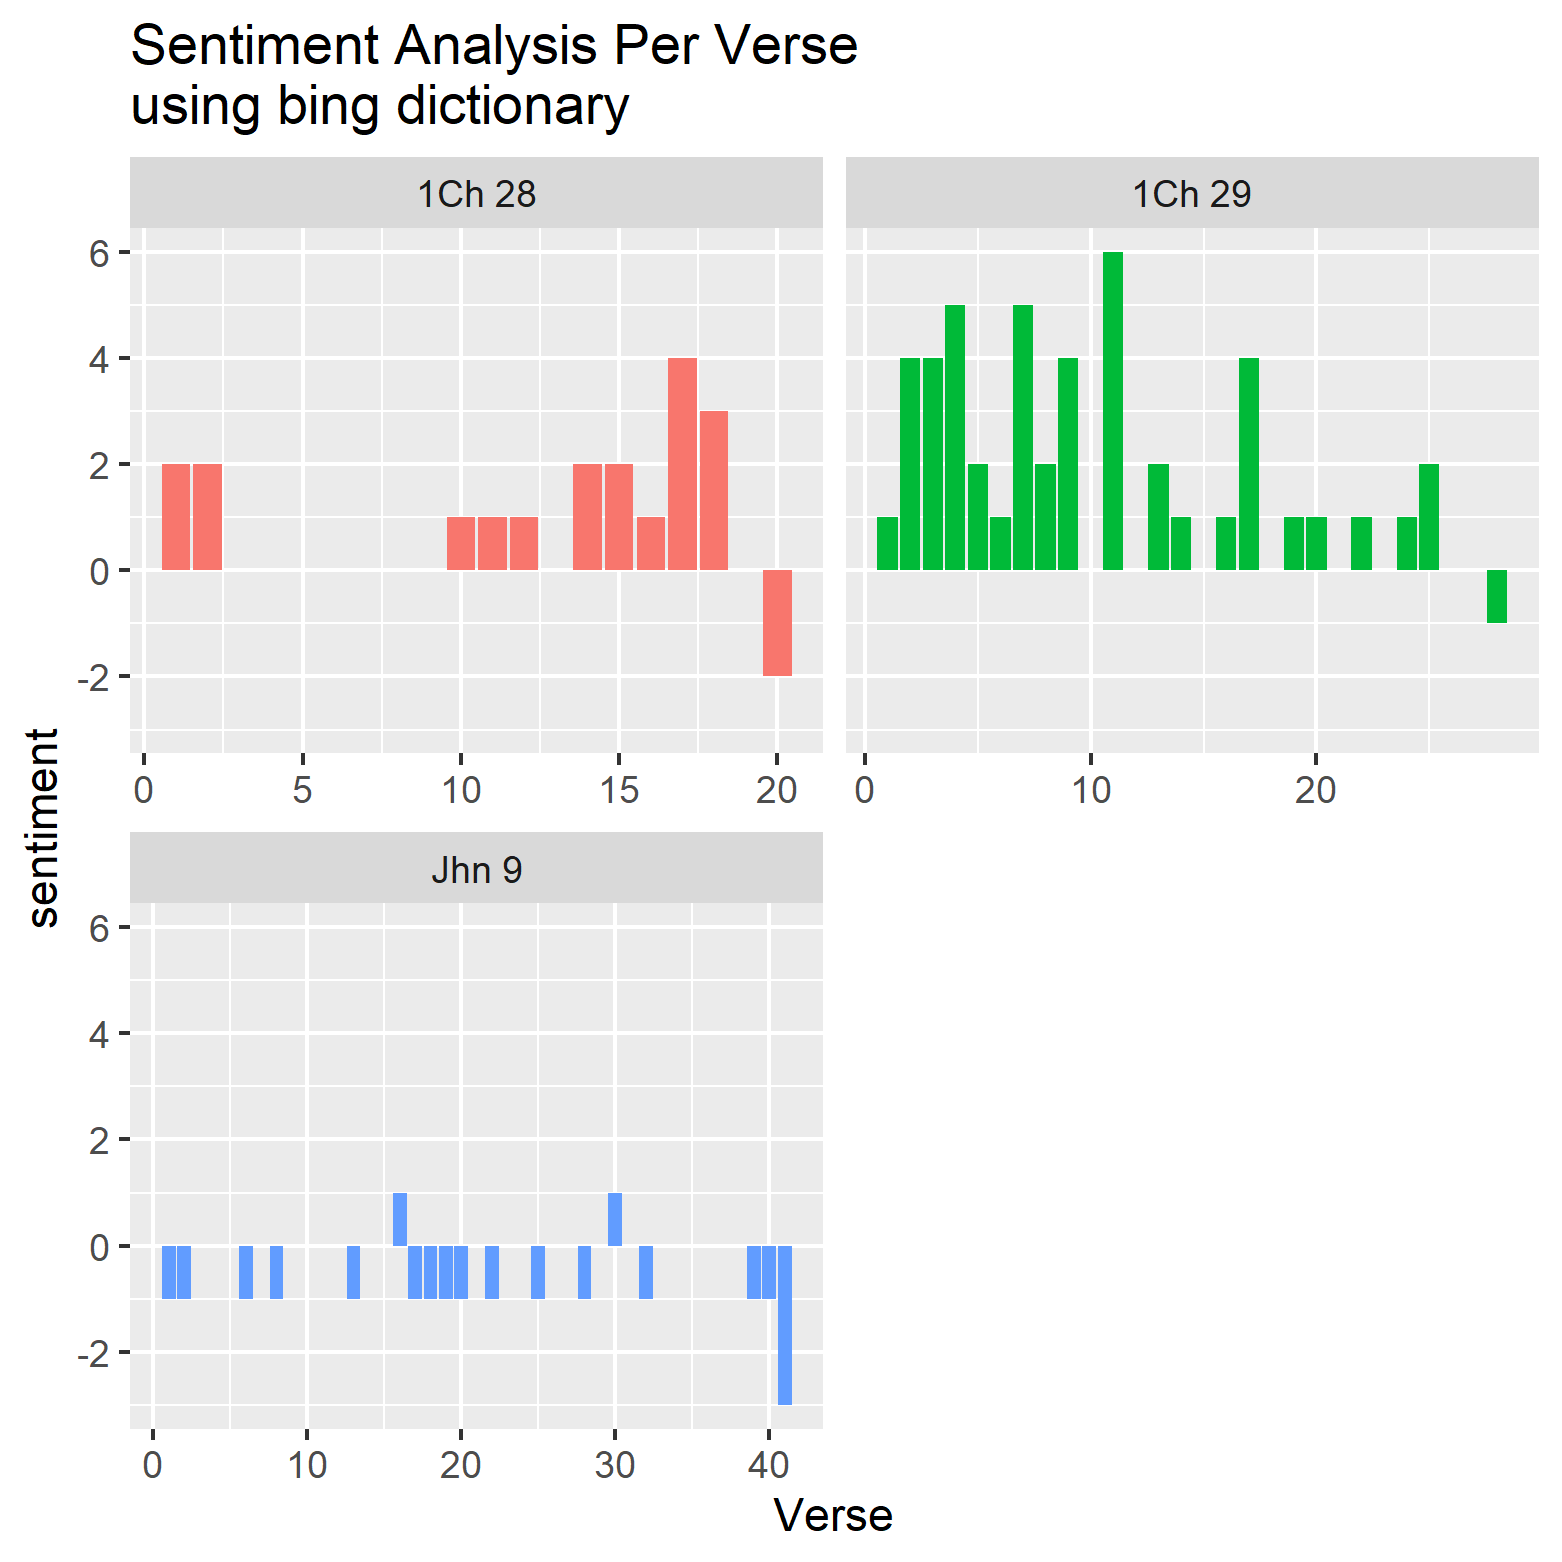 Sentiment Analysis Per Verse
using bing dictionary
1Ch 28
1Ch 29
6
4
2
0
-2
0 5 10 15 20
0 10 20
sentiment
Jhn 9
6
4
2
0
-2
0 10 20 30 40
Verse